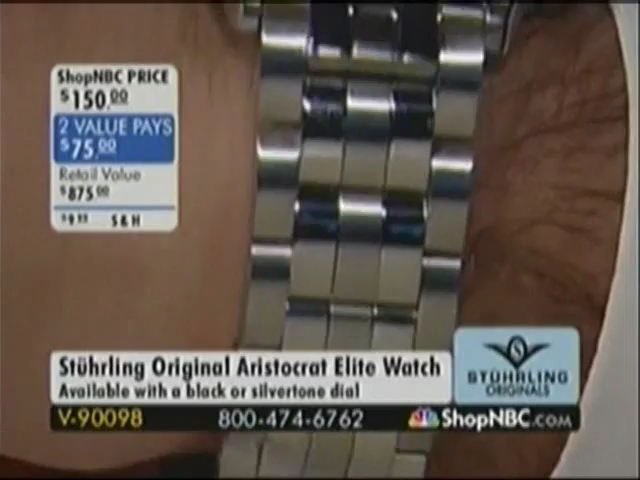 ShopNBC PRICE
$150.00
2 VALUE PAYS
$75.00
Retail Value
$875.00
S & H
Stührling Original Aristocrat Elite Watch
Available with a black or silvertone dial
STÜHRLING
ORIGINALS
V-90098 800-474-6762 ShopNBC.COM